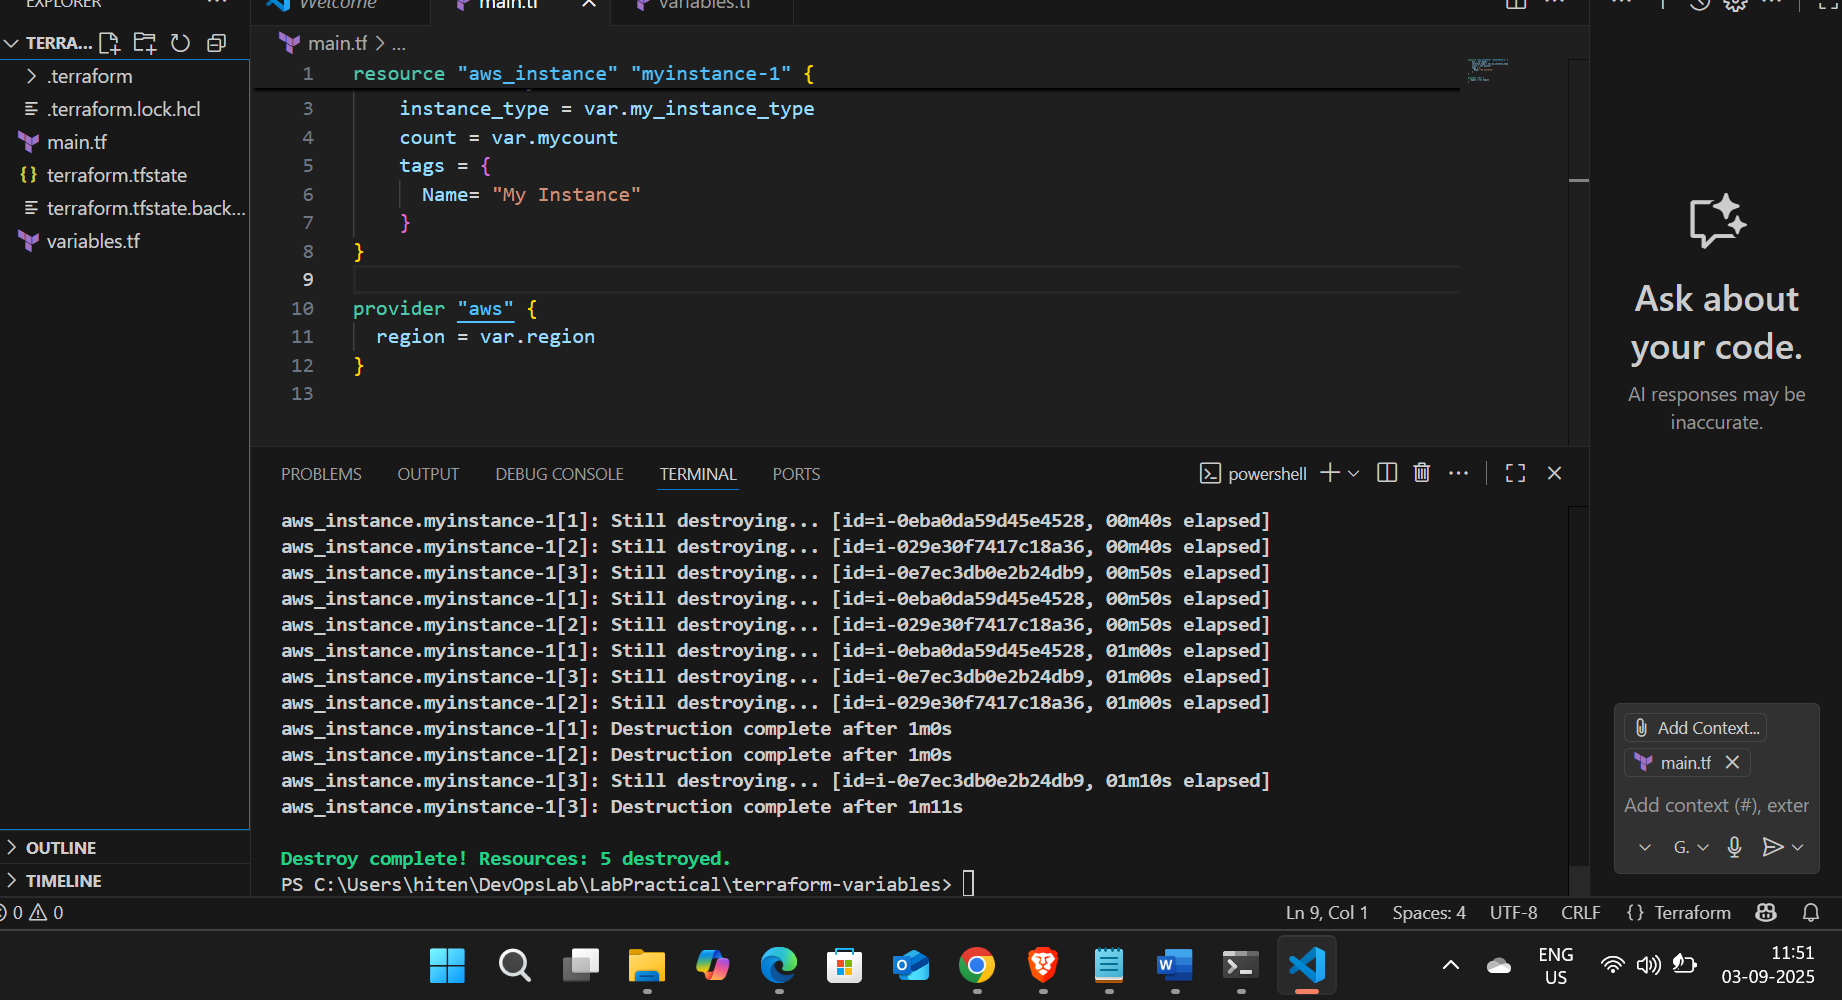 EXPLORER
Welcome
main.tf
variables.tf
TERRA...
.terraform
.terraform.lock.hcl
main.tf
terraform.tfstate
terraform.tfstate.back...
variables.tf
OUTLINE
TIMELINE
main.tf > ...
1 resource "aws_instance" "myinstance-1" {
3 instance_type = var.my_instance_type
4 count = var.mycount
5 tags = {
6 Name= "My Instance"
7 }
8 }
9
10 provider "aws" {
11 region = var.region
12 }
13
PROBLEMS OUTPUT DEBUG CONSOLE TERMINAL PORTS powershell
aws_instance.myinstance-1[1]: Still destroying... [id=i-0eba0da59d45e4528, 00m40s elapsed]
aws_instance.myinstance-1[2]: Still destroying... [id=i-029e30f7417c18a36, 00m40s elapsed]
aws_instance.myinstance-1[3]: Still destroying... [id=i-0e7ec3db0e2b24db9, 00m50s elapsed]
aws_instance.myinstance-1[1]: Still destroying... [id=i-0eba0da59d45e4528, 00m50s elapsed]
aws_instance.myinstance-1[2]: Still destroying... [id=i-029e30f7417c18a36, 00m50s elapsed]
aws_instance.myinstance-1[1]: Still destroying... [id=i-0eba0da59d45e4528, 01m00s elapsed]
aws_instance.myinstance-1[3]: Still destroying... [id=i-0e7ec3db0e2b24db9, 01m00s elapsed]
aws_instance.myinstance-1[2]: Still destroying... [id=i-029e30f7417c18a36, 01m00s elapsed]
aws_instance.myinstance-1[1]: Destruction complete after 1m0s
aws_instance.myinstance-1[2]: Destruction complete after 1m0s
aws_instance.myinstance-1[3]: Still destroying... [id=i-0e7ec3db0e2b24db9, 01m10s elapsed]
aws_instance.myinstance-1[3]: Destruction complete after 1m11s
Destroy complete! Resources: 5 destroyed.
PS C:\Users\hiten\DevOpsLab\LabPractical\terraform-variables>
Ask about
your code.
AI responses may be
inaccurate.
Add Context...
main.tf
Add context (#), exter
G.
0 0 Ln 9, Col 1 Spaces: 4 UTF-8 CRLF {} Terraform
ENG
US
11:51
03-09-2025